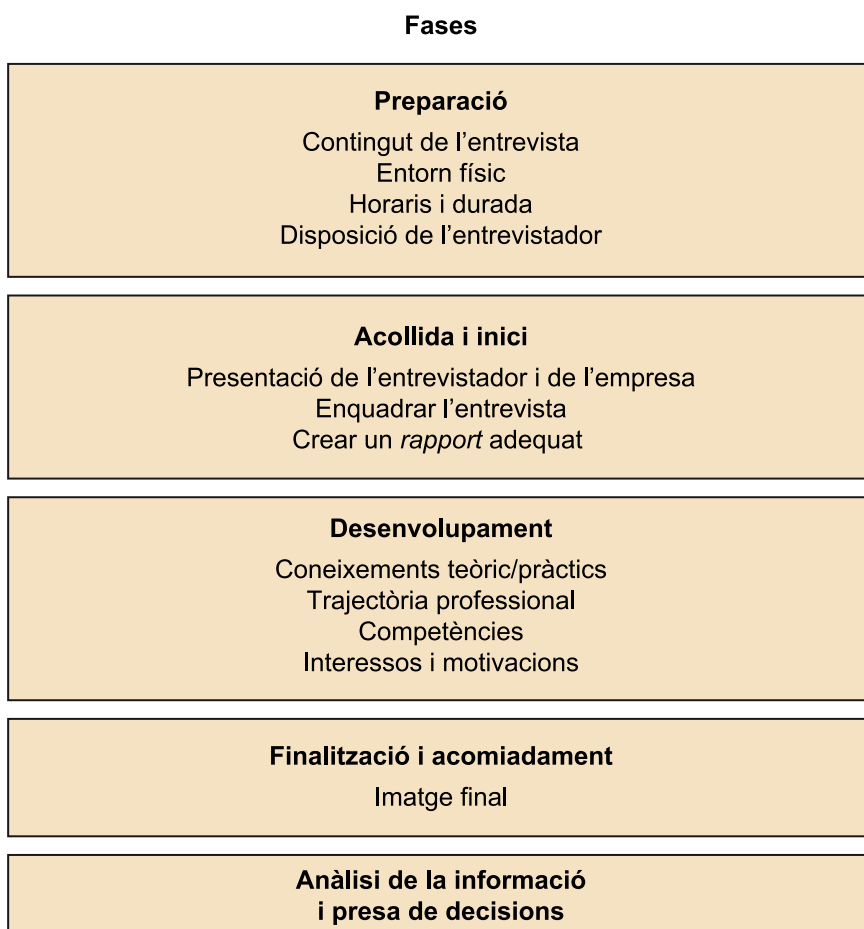 Fases
Preparació
Contingut de l’entrevista
Entorn físic
Horaris i durada
Disposició de l’entrevistador
Acollida i inici
Presentació de l’entrevistador i de l’empresa
Enquadrar l’entrevista
Crear un rapport adequat
Desenvolupament
Coneixements teòric/pràctics
Trajectòria professional
Competències
Interessos i motivacions
Finalització i acomiadament
Imatge final
Anàlisi de la informació
i presa de decisions